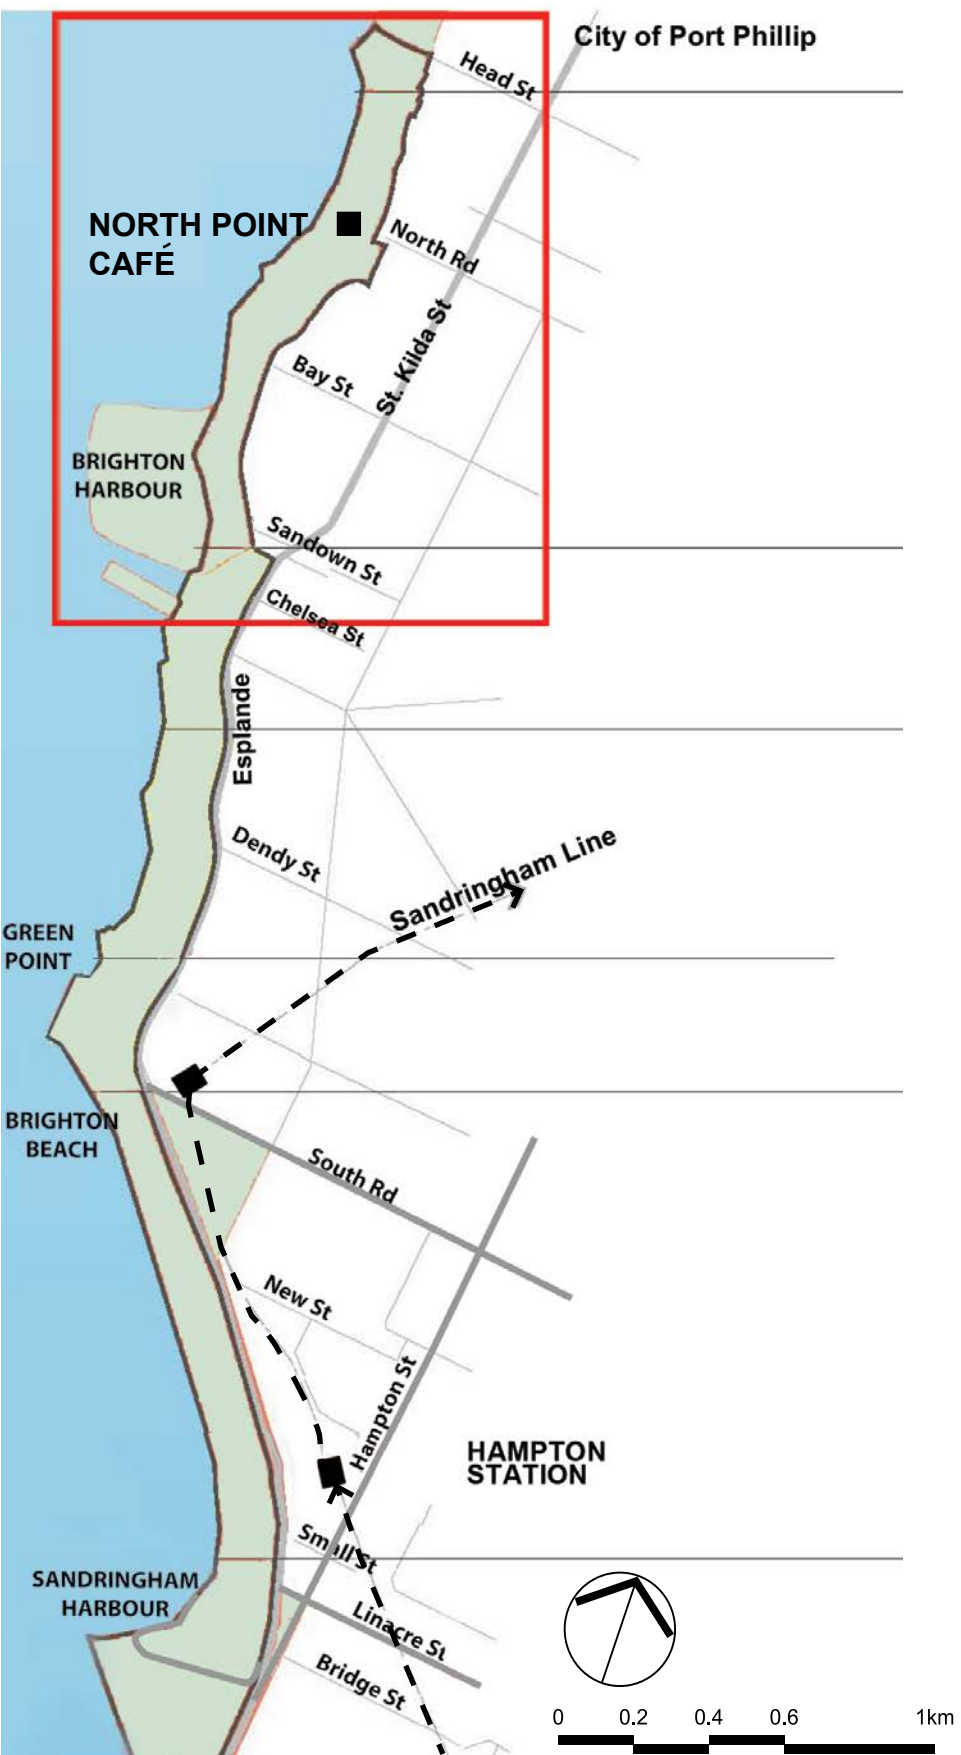 City of Port Phillip
Head St
NORTH POINT
CAFÉ
North Rd
St. Kilda St
Bay St
BRIGHTON
HARBOUR
Sandown St
Chelsea St
Esplande
Dendy St
Sandringham Line
GREEN
POINT
BRIGHTON
BEACH
South Rd
New St
Hampton St
HAMPTON
STATION
Small St
SANDRINGHAM
HARBOUR
Linacre St
Bridge St
0 0.2 0.4 0.6 1km